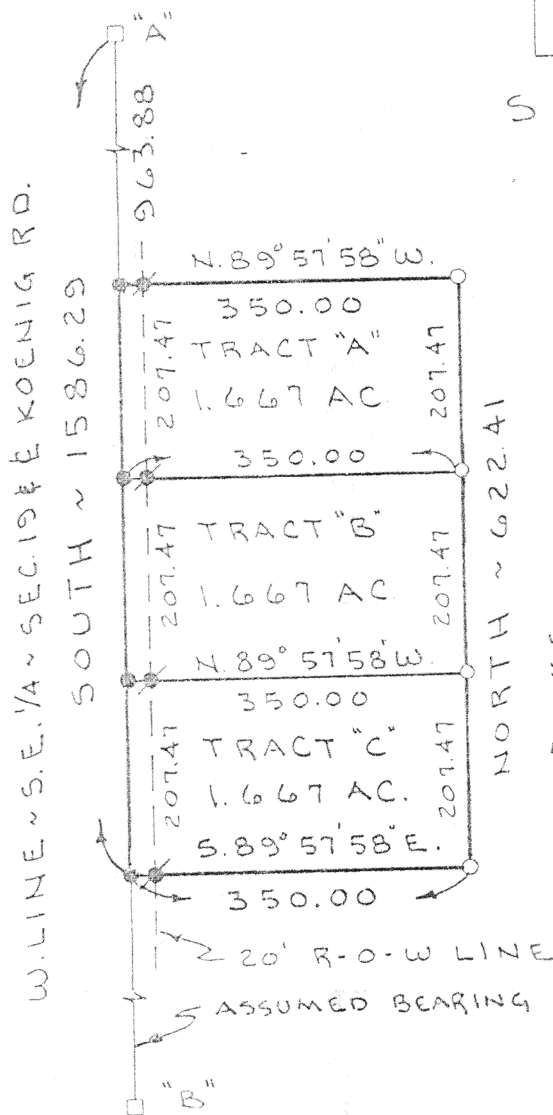 "A"
963.88
S
W. LINE ~ S.E. 1/4 ~ SEC. 19 & ℄ KOENIG RD.
SOUTH ~ 1586.29
N. 89° 57' 58" W.
350.00
207.47
TRACT "A"
207.47
1.667 AC
350.00
207.47
TRACT "B"
207.47
1.667 AC
N. 89° 57' 58" W.
350.00
207.47
TRACT "C"
207.47
1.667 AC.
S. 89° 57' 58" E.
350.00
NORTH ~ 622.41
20' R-O-W LINE
ASSUMED BEARING
"B"